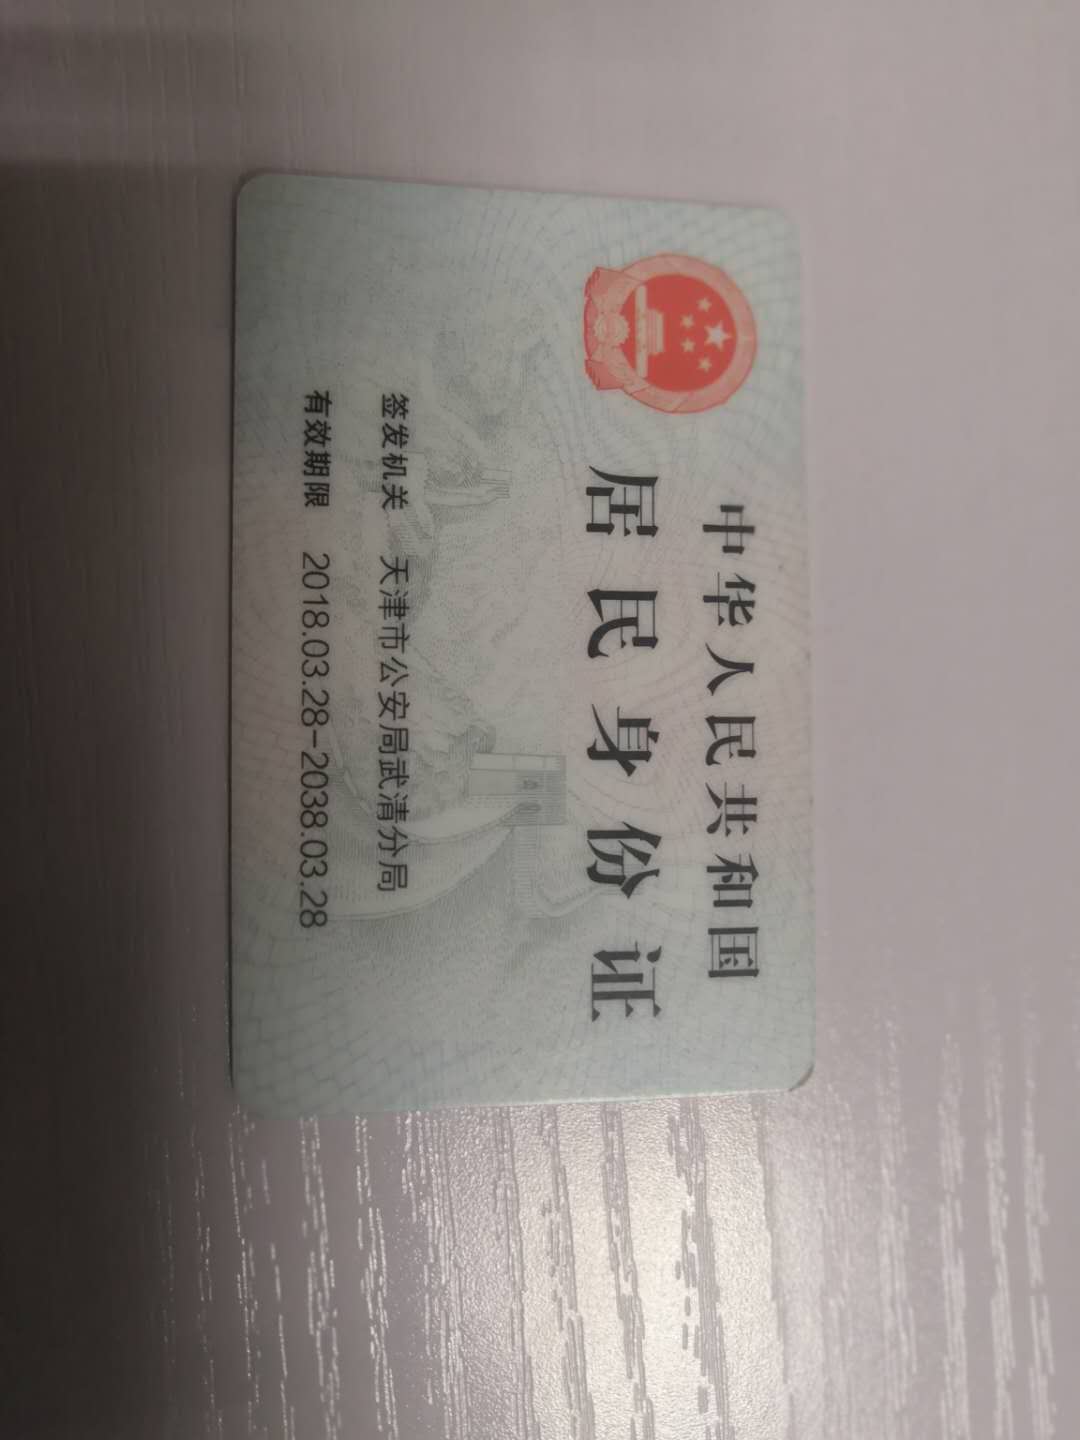 中华人民共和国
居民身份证
签发机关 天津市公安局武清分局
有效期限 2018.03.28-2038.03.28